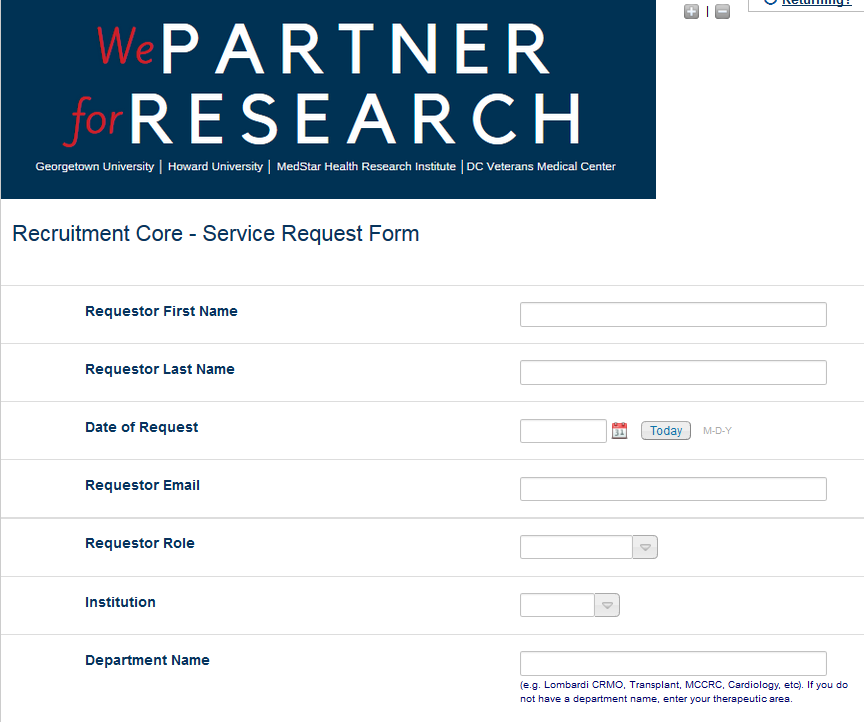 Returning?
We PARTNER
for RESEARCH
Georgetown University | Howard University | MedStar Health Research Institute | DC Veterans Medical Center
Recruitment Core - Service Request Form
Requestor First Name
Requestor Last Name
Date of Request
31 Today M-D-Y
Requestor Email
Requestor Role
Institution
Department Name
(e.g. Lombardi CRMO, Transplant, MCCRC, Cardiology, etc). If you do
not have a department name, enter your therapeutic area.